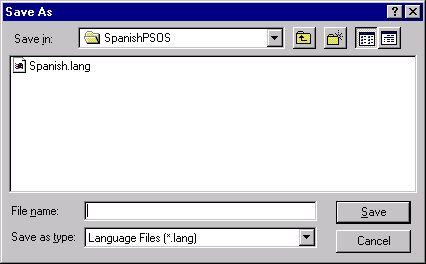 Save As
Save in: SpanishPSOS
Spanish.lang
File name: Save
Save as type: Language Files (*.lang) Cancel